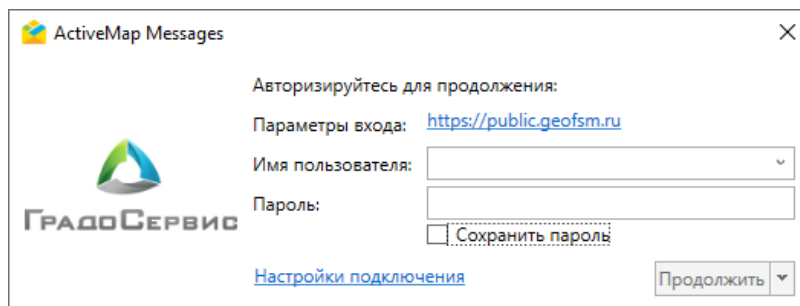 ActiveMap Messages
Авторизируйтесь для продолжения:
Параметры входа: https://public.geofsm.ru
Имя пользователя:
Пароль:
ГрадоСервис
Сохранить пароль
Настройки подключения
Продолжить